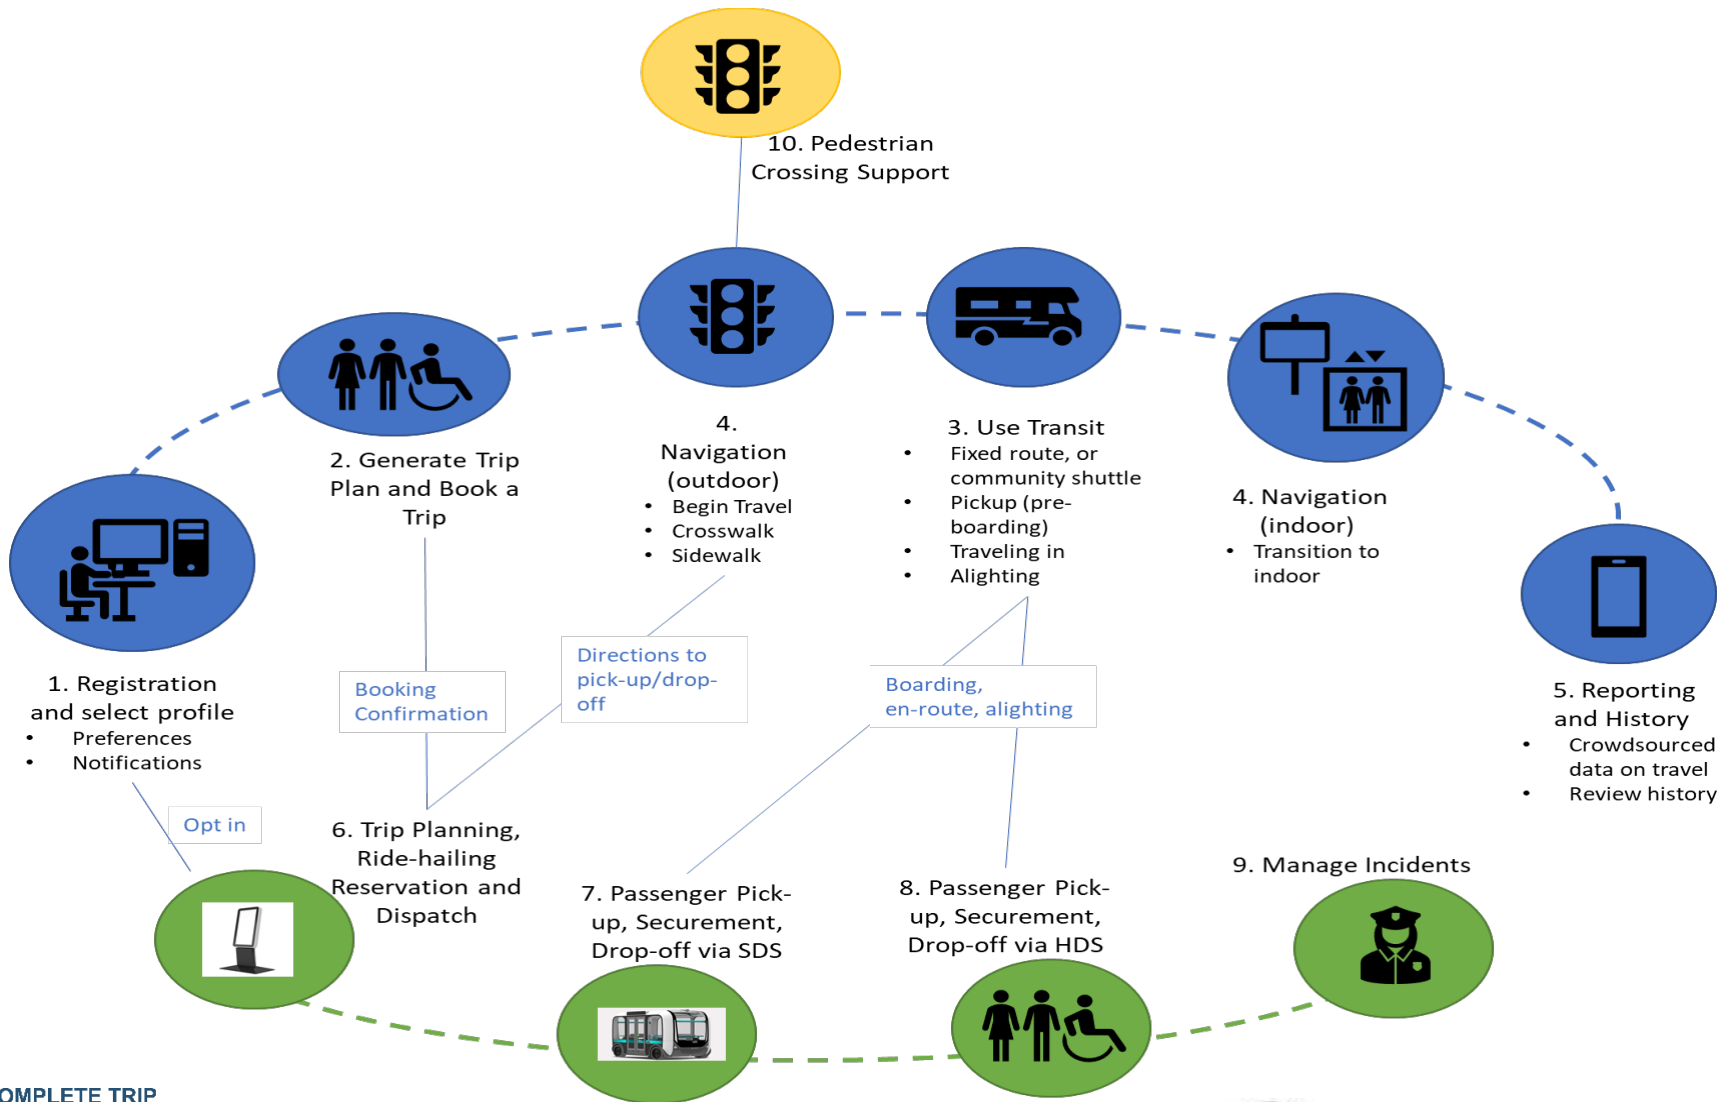 10. Pedestrian
Crossing Support
2. Generate Trip
Plan and Book a
Trip
4.
Navigation
(outdoor)
• Begin Travel
• Crosswalk
• Sidewalk
3. Use Transit
• Fixed route, or
community shuttle
• Pickup (pre-
boarding)
• Traveling in
• Alighting
4. Navigation
(indoor)
• Transition to
indoor
1. Registration
and select profile
• Preferences
• Notifications
5. Reporting
and History
• Crowdsourced
data on travel
• Review history
Booking
Confirmation
Directions to
pick-up/drop-
off
Boarding,
en-route, alighting
Opt in
6. Trip Planning,
Ride-hailing
Reservation and
Dispatch
7. Passenger Pick-
up, Securement,
Drop-off via SDS
8. Passenger Pick-
up, Securement,
Drop-off via HDS
9. Manage Incidents
OMPLETE TRIP